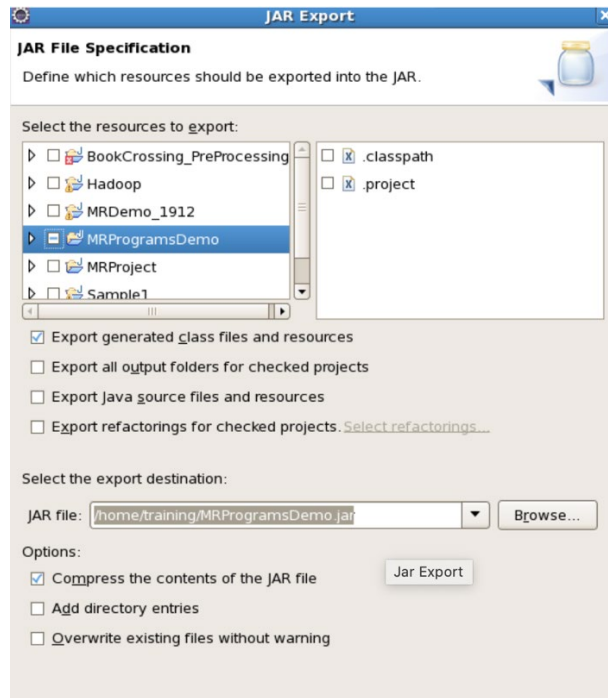 JAR Export
JAR File Specification
Define which resources should be exported into the JAR.
Select the resources to export:
BookCrossing_PreProcessing
Hadoop
MRDemo_1912
MRProgramsDemo
MRProject
Sample1
.classpath
.project
Export generated class files and resources
Export all output folders for checked projects
Export Java source files and resources
Export refactorings for checked projects. Select refactorings...
Select the export destination:
JAR file: /home/training/MRProgramsDemo.jar Browse...
Options:
Compress the contents of the JAR file
Jar Export
Add directory entries
Overwrite existing files without warning